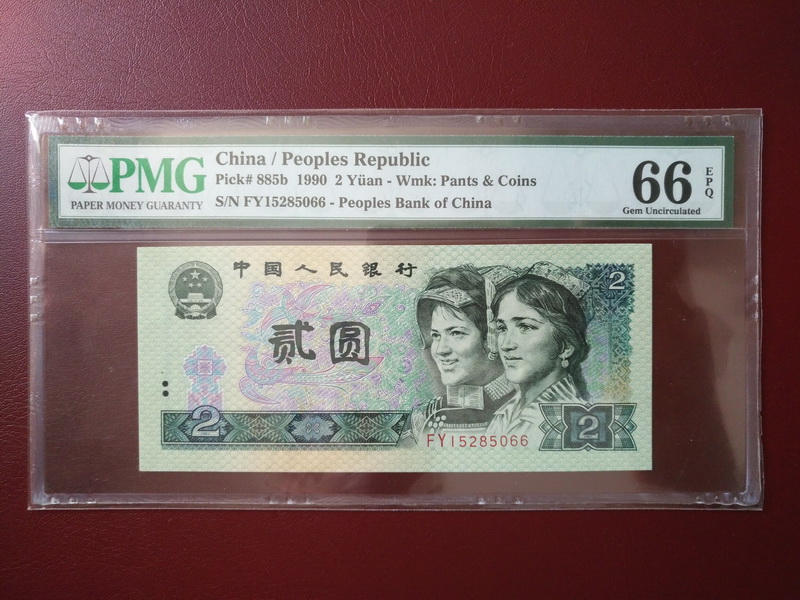 PMG
PAPER MONEY GUARANTY
China / Peoples Republic
Pick# 885b 1990 2 Yüan - Wmk: Pants & Coins
S/N FY15285066 - Peoples Bank of China
66
EPQ
Gem Uncirculated
中国人民银行
2
贰圆
2
FY15285066
2